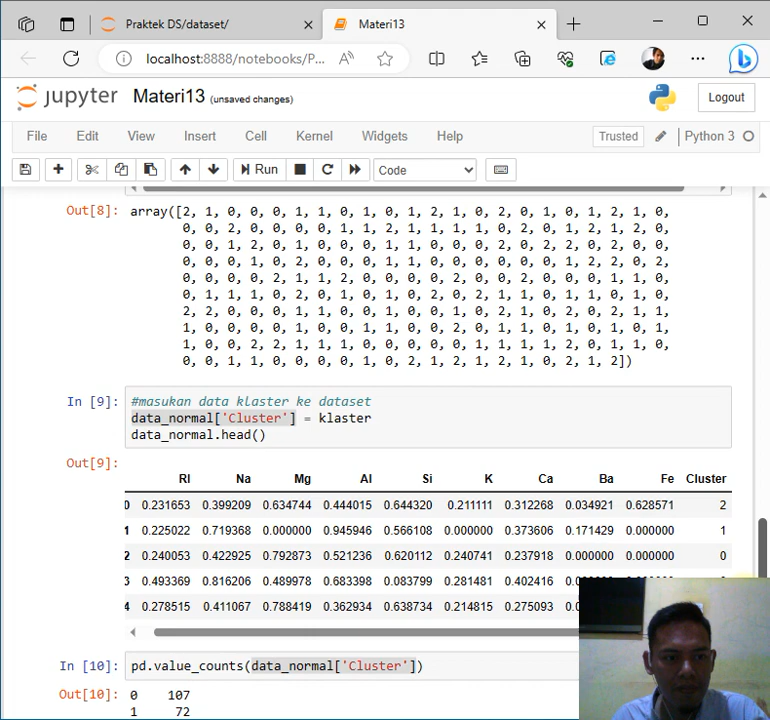 Praktek DS/dataset/
Materi13
localhost:8888/notebooks/P...
jupyter Materi13 (unsaved changes)
Logout
File Edit View Insert Cell Kernel Widgets Help
Trusted
Python 3
Run
Code
Out[8]: array([2, 1, 0, 0, 0, 1, 1, 0, 1, 0, 1, 2, 1, 0, 2, 0, 1, 0, 1, 2, 1, 0,
0, 0, 2, 0, 0, 0, 0, 1, 1, 2, 1, 1, 1, 1, 1, 0, 2, 0, 1, 1,
0, 0, 1, 2, 0, 1, 0, 0, 0, 0, 1, 1, 0, 0, 0, 2, 0, 2, 2, 0,
0, 0, 0, 0, 1, 0, 2, 0, 0, 0, 1, 1, 0, 0, 0, 0, 0, 1, 2, 2, 0, 2,
0, 0, 0, 1, 0, 2, 1, 1, 2, 0, 0, 0, 0, 2, 0, 0, 2, 0, 0, 0, 1, 1, 0,
0, 1, 1, 1, 0, 2, 0, 1, 0, 1, 0, 2, 0, 2, 1, 1, 0, 1, 1, 0, 1, 0,
2, 2, 0, 0, 0, 1, 1, 1, 0, 1, 0, 0, 1, 0, 0, 0, 2, 0, 2, 1, 1, 1,
1, 0, 0, 0, 0, 1, 0, 0, 1, 1, 0, 0, 2, 0, 0, 1, 1, 0, 1, 0, 1, 1,
1, 0, 0, 2, 2, 1, 1, 1, 0, 0, 0, 0, 0, 1, 1, 1, 1, 2, 0, 1, 1, 0, 0,
0, 0, 1, 1, 0, 0, 0, 0, 1, 0, 2, 1, 2, 1, 2, 1, 0, 2, 1, 2])
In [9]: #masukan data klaster ke dataset
data_normal['Cluster'] = klaster
data_normal.head()
Out[9]:
RI Na Mg Al Si K Ca Ba Fe Cluster
0 0.231653 0.399209 0.634744 0.444015 0.644320 0.211111 0.312268 0.034921 0.628571 2
1 0.225022 0.719368 0.000000 0.945946 0.566108 0.000000 0.373606 0.171429 0.000000 1
2 0.240053 0.422925 0.792873 0.521236 0.620112 0.240741 0.237918 0.000000 0.000000 0
3 0.493369 0.816206 0.489978 0.683398 0.083799 0.281481 0.402416
4 0.278515 0.411067 0.788419 0.362934 0.638734 0.214815 0.275093
In [10]: pd.value_counts(data_normal['Cluster'])
Out[10]: 0 107
1 72